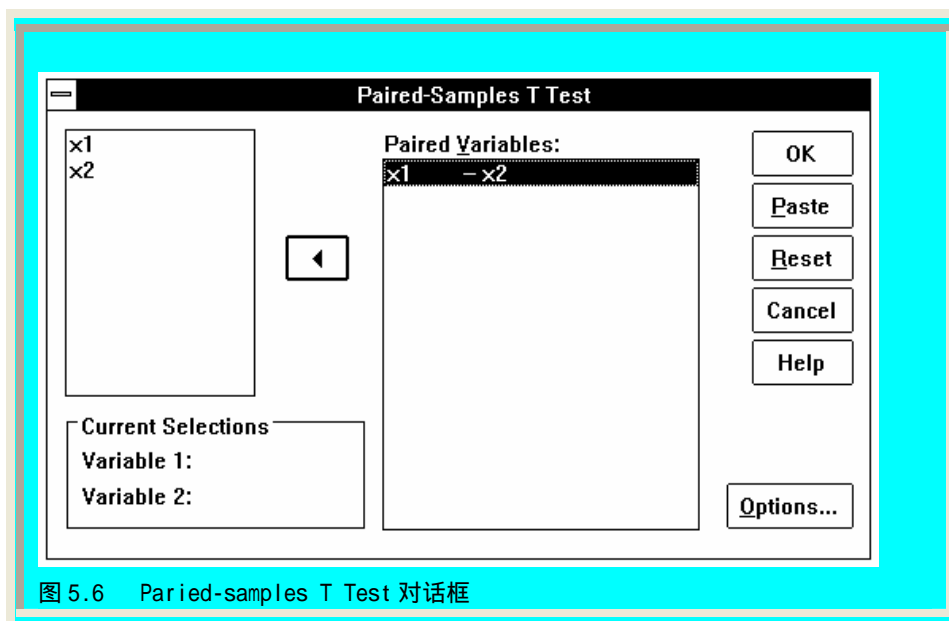 Paired-Samples T Test
x1
x2
Paired Variables:
x1 – x2
OK
Paste
Reset
Cancel
Help
Current Selections
Variable 1:
Variable 2:
Options...
图 5.6 Paried-samples T Test 对话框